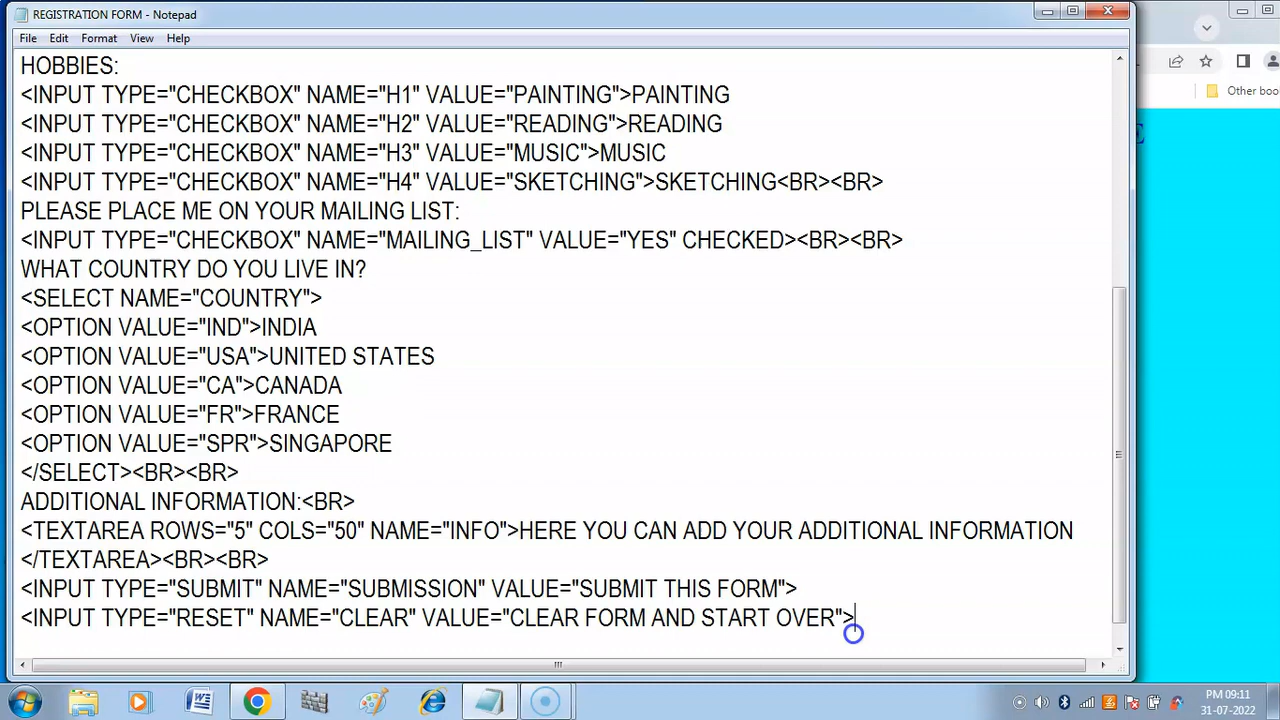 REGISTRATION FORM - Notepad
File Edit Format View Help
HOBBIES:
<INPUT TYPE="CHECKBOX" NAME="H1" VALUE="PAINTING">PAINTING
<INPUT TYPE="CHECKBOX" NAME="H2" VALUE="READING">READING
<INPUT TYPE="CHECKBOX" NAME="H3" VALUE="MUSIC">MUSIC
<INPUT TYPE="CHECKBOX" NAME="H4" VALUE="SKETCHING">SKETCHING<BR><BR>
PLEASE PLACE ME ON YOUR MAILING LIST:
<INPUT TYPE="CHECKBOX" NAME="MAILING_LIST" VALUE="YES" CHECKED><BR><BR>
WHAT COUNTRY DO YOU LIVE IN?
<SELECT NAME="COUNTRY">
<OPTION VALUE="IND">INDIA
<OPTION VALUE="USA">UNITED STATES
<OPTION VALUE="CA">CANADA
<OPTION VALUE="FR">FRANCE
<OPTION VALUE="SPR">SINGAPORE
</SELECT><BR><BR>
ADDITIONAL INFORMATION:<BR>
<TEXTAREA ROWS="5" COLS="50" NAME="INFO">HERE YOU CAN ADD YOUR ADDITIONAL INFORMATION
</TEXTAREA><BR><BR>
<INPUT TYPE="SUBMIT" NAME="SUBMISSION" VALUE="SUBMIT THIS FORM">
<INPUT TYPE="RESET" NAME="CLEAR" VALUE="CLEAR FORM AND START OVER">
Other boo
E
PM 09:11
31-07-2022